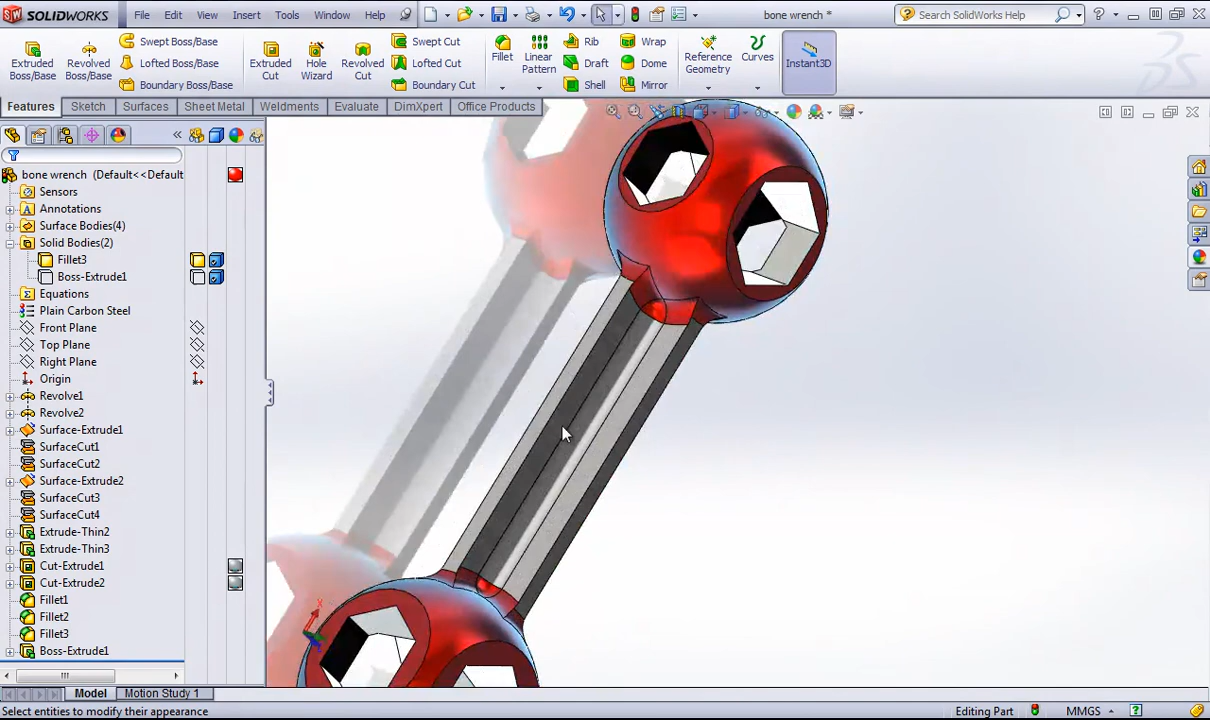 SOLIDWORKS File Edit View Insert Tools Window Help bone wrench * Search SolidWorks Help
Extruded Boss/Base
Revolved Boss/Base
Swept Boss/Base
Lofted Boss/Base
Boundary Boss/Base
Extruded Cut
Hole Wizard
Revolved Cut
Swept Cut
Lofted Cut
Boundary Cut
Fillet
Linear Pattern
Rib
Draft
Shell
Wrap
Dome
Mirror
Reference Geometry
Curves
Instant3D
Features Sketch Surfaces Sheet Metal Weldments Evaluate DimXpert Office Products
bone wrench (Default<<Default
Sensors
Annotations
Surface Bodies(4)
Solid Bodies(2)
Fillet3
Boss-Extrude1
Equations
Plain Carbon Steel
Front Plane
Top Plane
Right Plane
Origin
Revolve1
Revolve2
Surface-Extrude1
SurfaceCut1
SurfaceCut2
Surface-Extrude2
SurfaceCut3
SurfaceCut4
Extrude-Thin2
Extrude-Thin3
Cut-Extrude1
Cut-Extrude2
Fillet1
Fillet2
Fillet3
Boss-Extrude1
Model Motion Study 1
Select entities to modify their appearance Editing Part MMGS